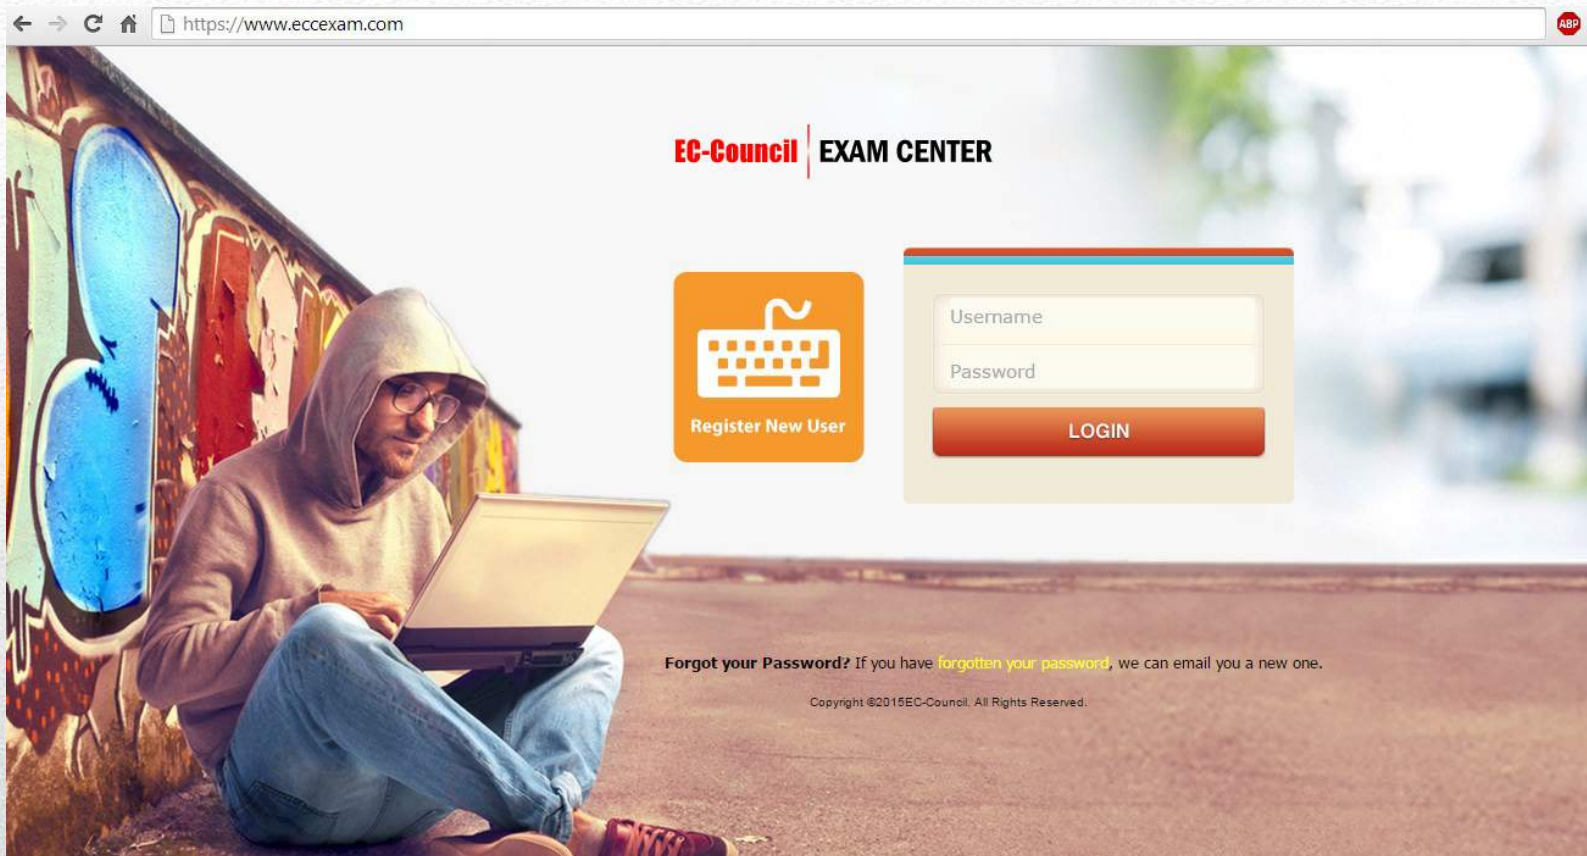 https://www.eccexam.com
ABP
EC-Council EXAM CENTER
Username
Password
LOGIN
Register New User
Forgot your Password? If you have forgotten your password, we can email you a new one.
Copyright ©2015EC-Council. All Rights Reserved.